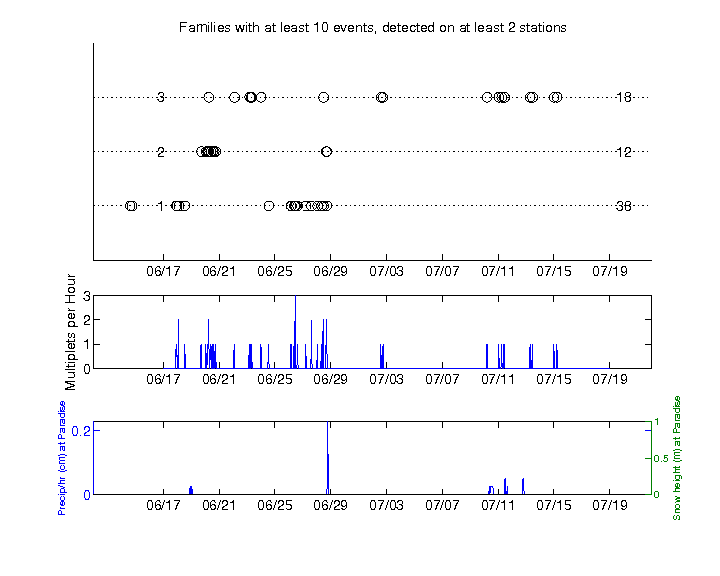 Families with at least 10 events, detected on at least 2 stations
3 18
2 12
1 38
06/17 06/21 06/25 06/29 07/03 07/07 07/11 07/15 07/19
Multiplets per Hour
3
2
1
0
06/17 06/21 06/25 06/29 07/03 07/07 07/11 07/15 07/19
Precip/hr (cm) at Paradise
0.2
0
1
0.5
0
Snow height (m) at Paradise
06/17 06/21 06/25 06/29 07/03 07/07 07/11 07/15 07/19